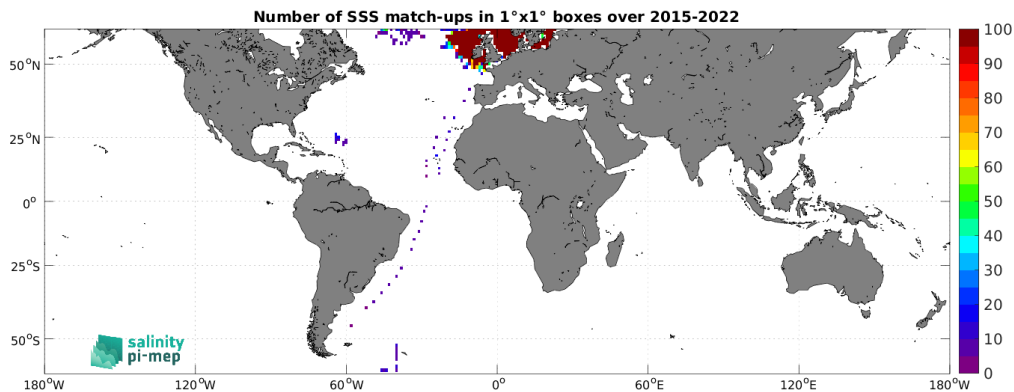 Number of SSS match-ups in 1°x1° boxes over 2015-2022
50°N
25°N
0°
25°S
50°S
180°W
120°W
60°W
0°
60°E
120°E
180°W
100
90
80
70
60
50
40
30
20
10
0
salinity
pi-mep